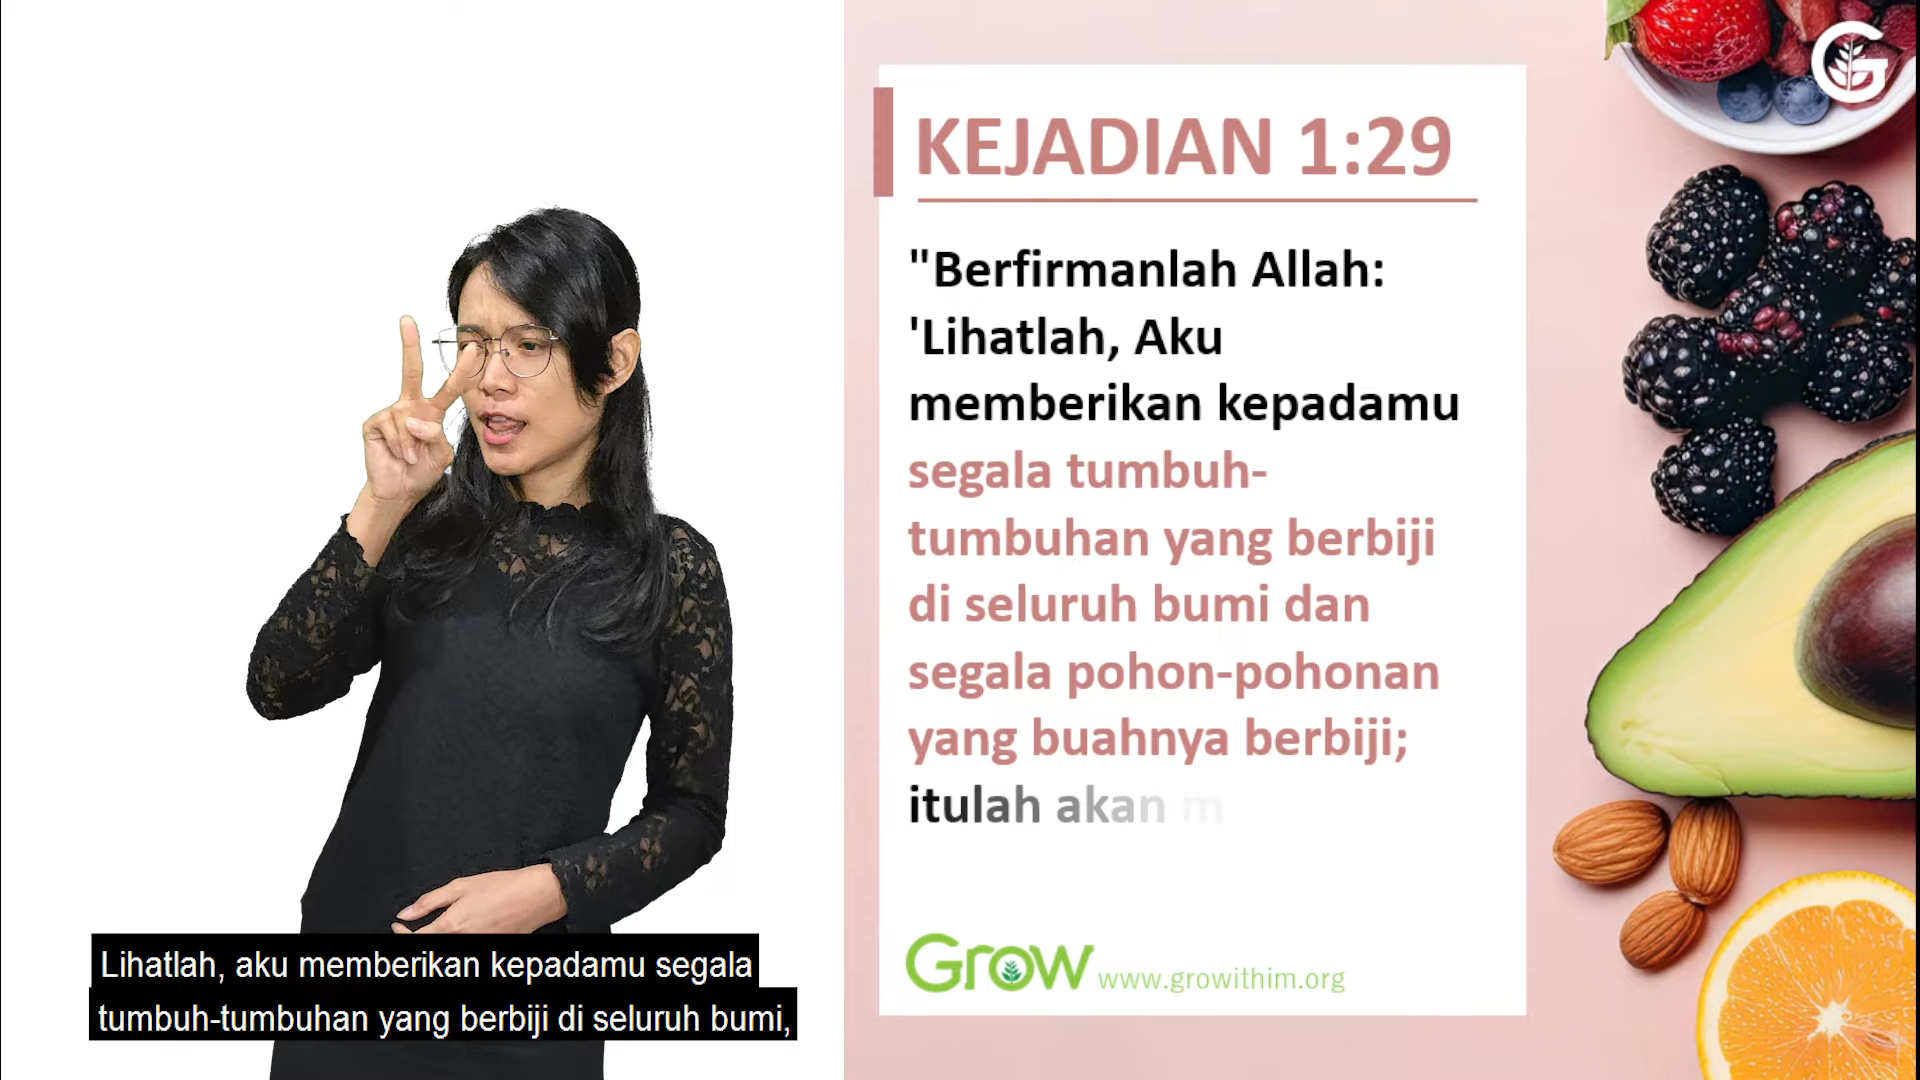 KEJADIAN 1:29
"Berfirmanlah Allah:
'Lihatlah, Aku
memberikan kepadamu
segala tumbuh-
tumbuhan yang berbiji
di seluruh bumi dan
segala pohon-pohonan
yang buahnya berbiji;
itulah akan m
Grow www.growithim.org
Lihatlah, aku memberikan kepadamu segala
tumbuh-tumbuhan yang berbiji di seluruh bumi,
G